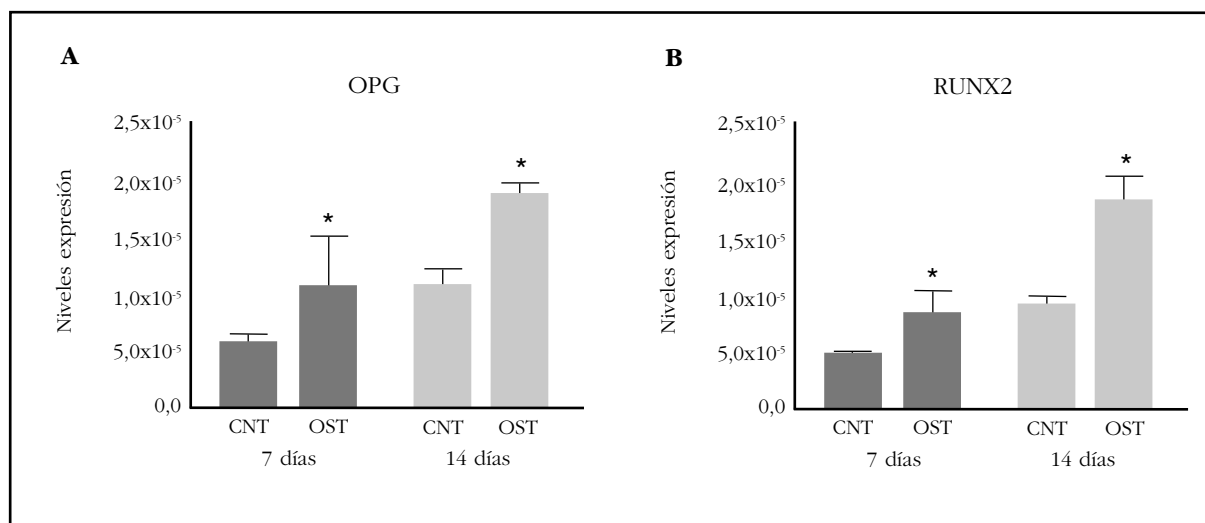 A
OPG
Niveles expresión
2,5x10⁻⁵
2,0x10⁻⁵
1,5x10⁻⁵
1,0x10⁻⁵
5,0x10⁻⁵
0,0
*
*
CNT OST CNT OST
7 días 14 días
B
RUNX2
Niveles expresión
2,5x10⁻⁵
2,0x10⁻⁵
1,5x10⁻⁵
1,0x10⁻⁵
5,0x10⁻⁵
0,0
*
*
CNT OST CNT OST
7 días 14 días